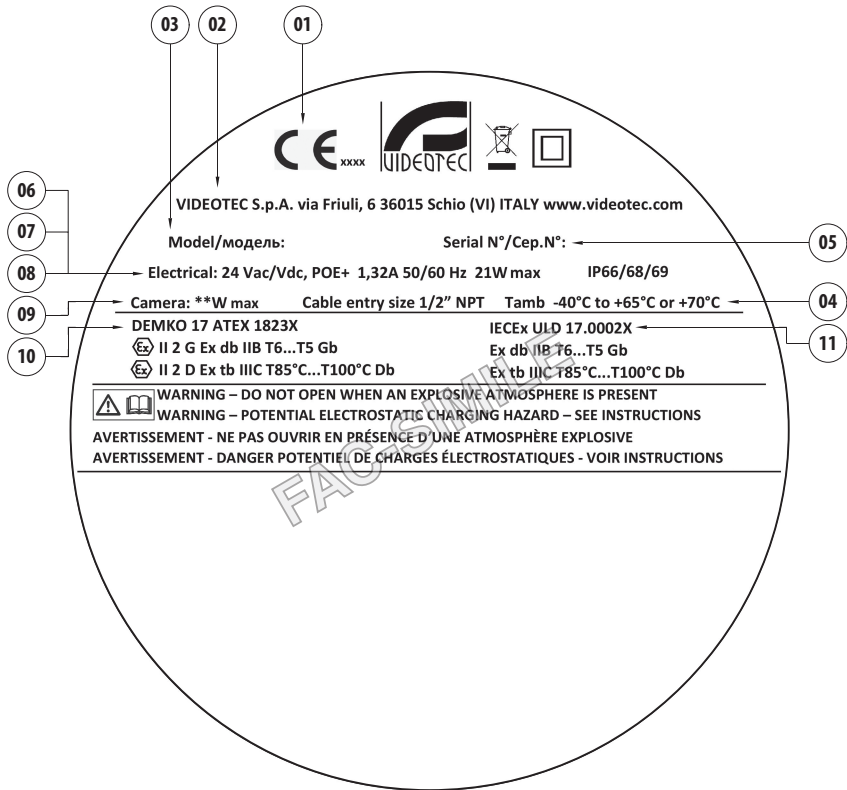 03 02 01
CE xxxx VIDEOTEC
06
VIDEOTEC S.p.A. via Friuli, 6 36015 Schio (VI) ITALY www.videotec.com
07
Model/модель: Serial N°/Сер.N°: 05
08 Electrical: 24 Vac/Vdc, POE+ 1,32A 50/60 Hz 21W max IP66/68/69
09 Camera: **W max Cable entry size 1/2” NPT Tamb -40°C to +65°C or +70°C 04
10 DEMKO 17 ATEX 1823X IECEx ULD 17.0002X 11
Ex II 2 G Ex db IIB T6...T5 Gb Ex db IIB T6...T5 Gb
Ex II 2 D Ex tb IIIC T85°C...T100°C Db Ex tb IIIC T85°C...T100°C Db
WARNING – DO NOT OPEN WHEN AN EXPLOSIVE ATMOSPHERE IS PRESENT
WARNING – POTENTIAL ELECTROSTATIC CHARGING HAZARD – SEE INSTRUCTIONS
AVERTISSEMENT - NE PAS OUVRIR EN PRÉSENCE D’UNE ATMOSPHÈRE EXPLOSIVE
AVERTISSEMENT - DANGER POTENTIEL DE CHARGES ÉLECTROSTATIQUES - VOIR INSTRUCTIONS
FAC-SIMILE